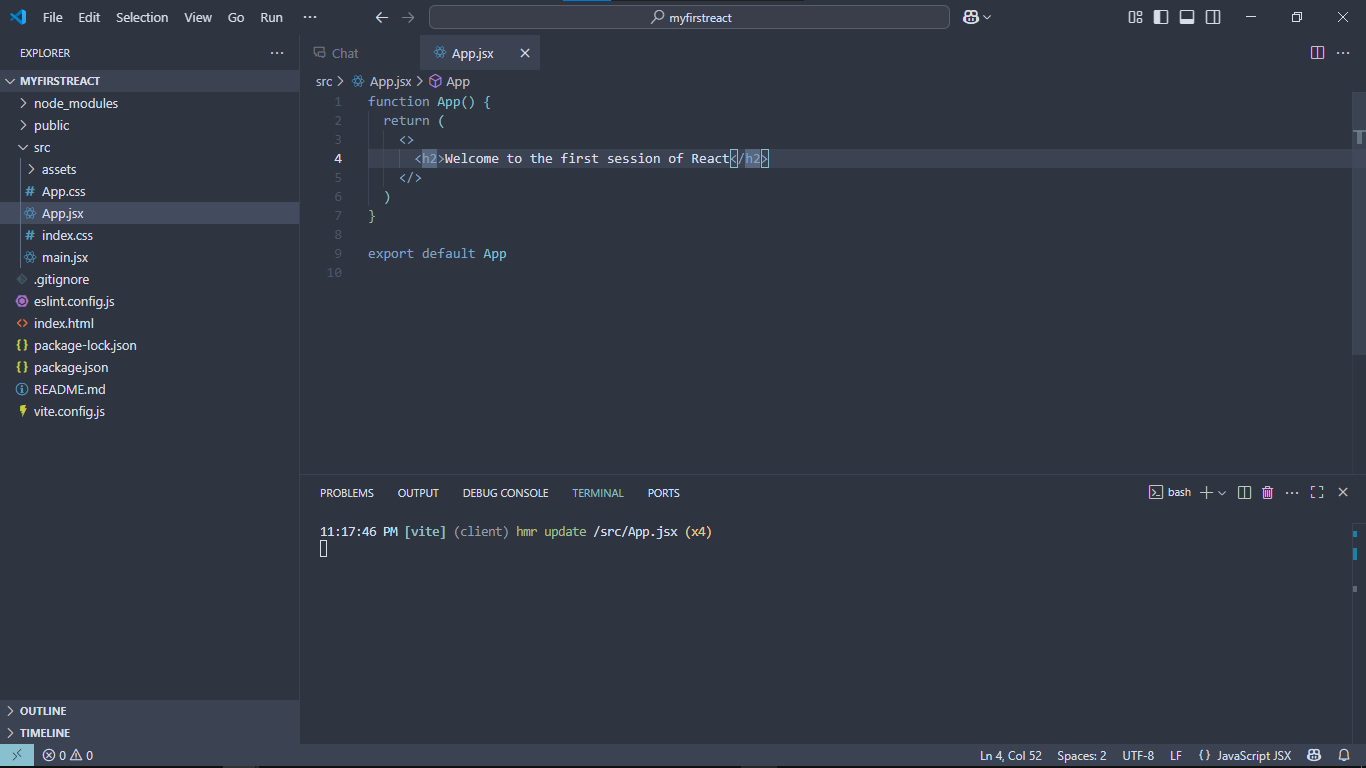 File Edit Selection View Go Run ···
myfirstreact
EXPLORER ···
Chat
App.jsx
MYFIRSTREACT
node_modules
public
src
assets
# App.css
App.jsx
# index.css
main.jsx
.gitignore
eslint.config.js
<> index.html
{} package-lock.json
{} package.json
README.md
vite.config.js
OUTLINE
TIMELINE
src > App.jsx > App
1 function App() {
2 return (
3 <>
4 <h2>Welcome to the first session of React</h2>
5 </>
6 )
7 }
8
9 export default App
10
PROBLEMS OUTPUT DEBUG CONSOLE TERMINAL PORTS
bash
11:17:46 PM [vite] (client) hmr update /src/App.jsx (x4)
0 0
Ln 4, Col 52 Spaces: 2 UTF-8 LF {} JavaScript JSX